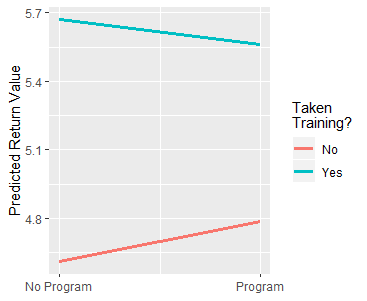 5.7
5.4
5.1
4.8
Predicted Return Value
No Program
Program
Taken
Training?
No
Yes